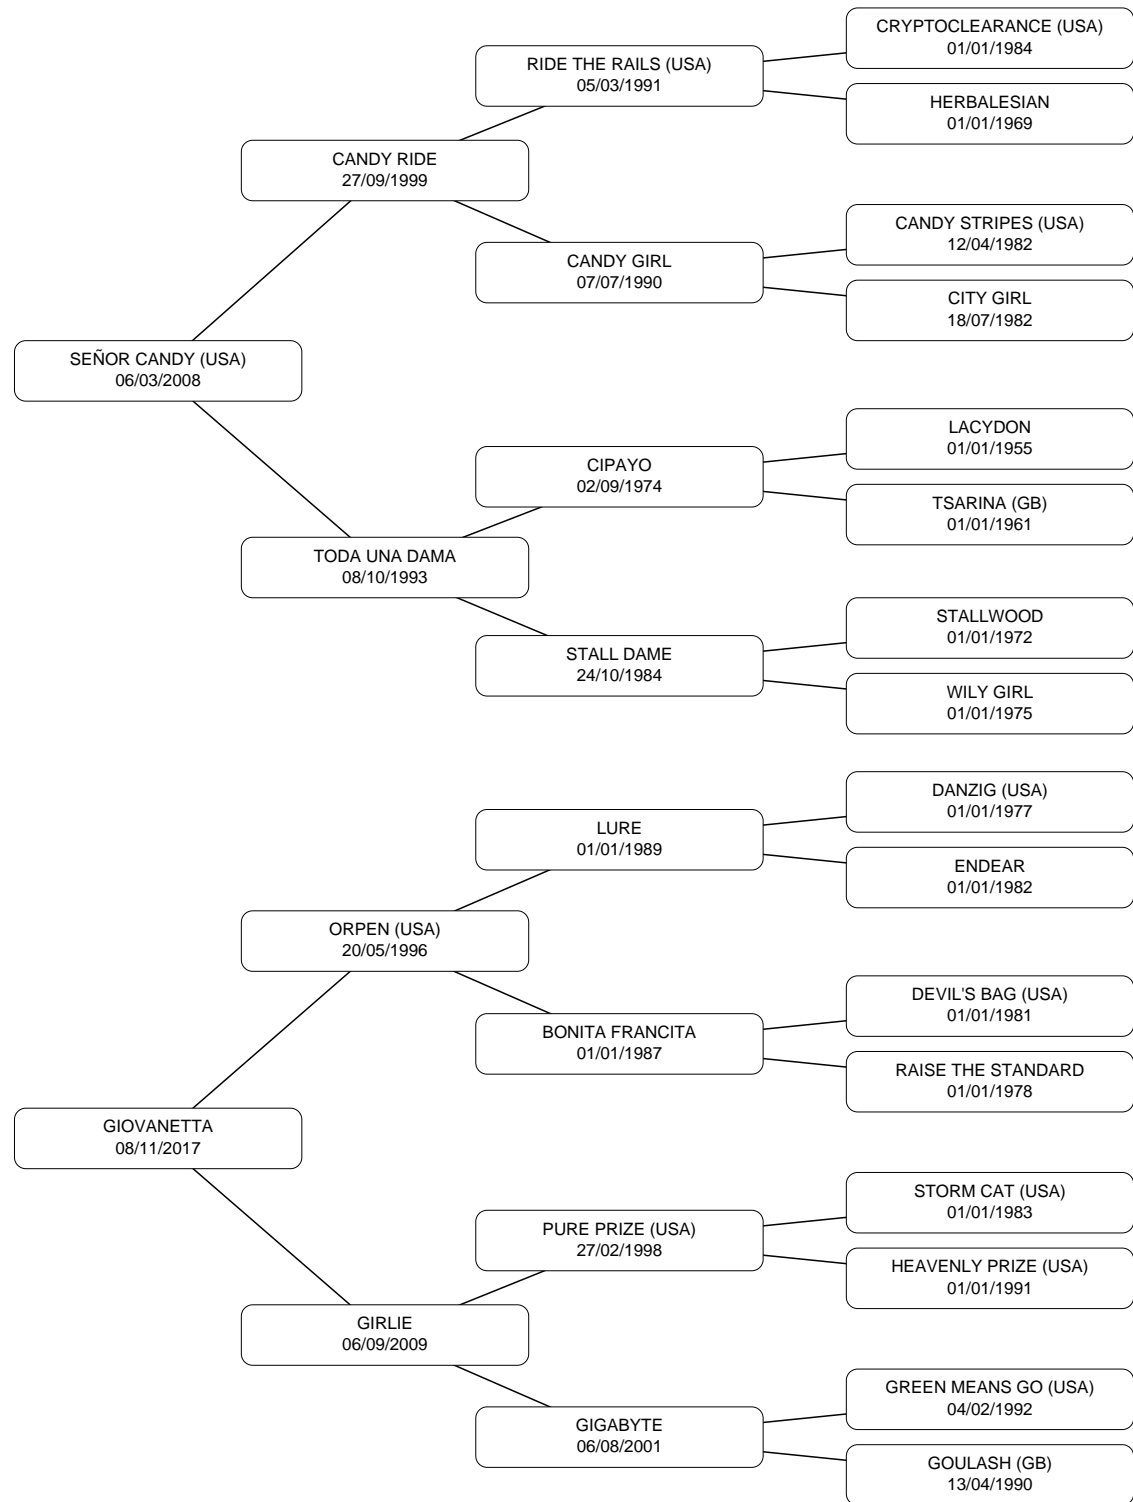 CRYPTOCLEARANCE (USA)
01/01/1984
RIDE THE RAILS (USA)
05/03/1991
HERBALESIAN
01/01/1969
CANDY RIDE
27/09/1999
CANDY STRIPES (USA)
12/04/1982
CANDY GIRL
07/07/1990
CITY GIRL
18/07/1982
SEÑOR CANDY (USA)
06/03/2008
LACYDON
01/01/1955
CIPAYO
02/09/1974
TSARINA (GB)
01/01/1961
TODA UNA DAMA
08/10/1993
STALLWOOD
01/01/1972
STALL DAME
24/10/1984
WILY GIRL
01/01/1975
DANZIG (USA)
01/01/1977
LURE
01/01/1989
ENDEAR
01/01/1982
ORPEN (USA)
20/05/1996
DEVIL'S BAG (USA)
01/01/1981
BONITA FRANCITA
01/01/1987
RAISE THE STANDARD
01/01/1978
GIOVANETTA
08/11/2017
STORM CAT (USA)
01/01/1983
PURE PRIZE (USA)
27/02/1998
HEAVENLY PRIZE (USA)
01/01/1991
GIRLIE
06/09/2009
GREEN MEANS GO (USA)
04/02/1992
GIGABYTE
06/08/2001
GOULASH (GB)
13/04/1990